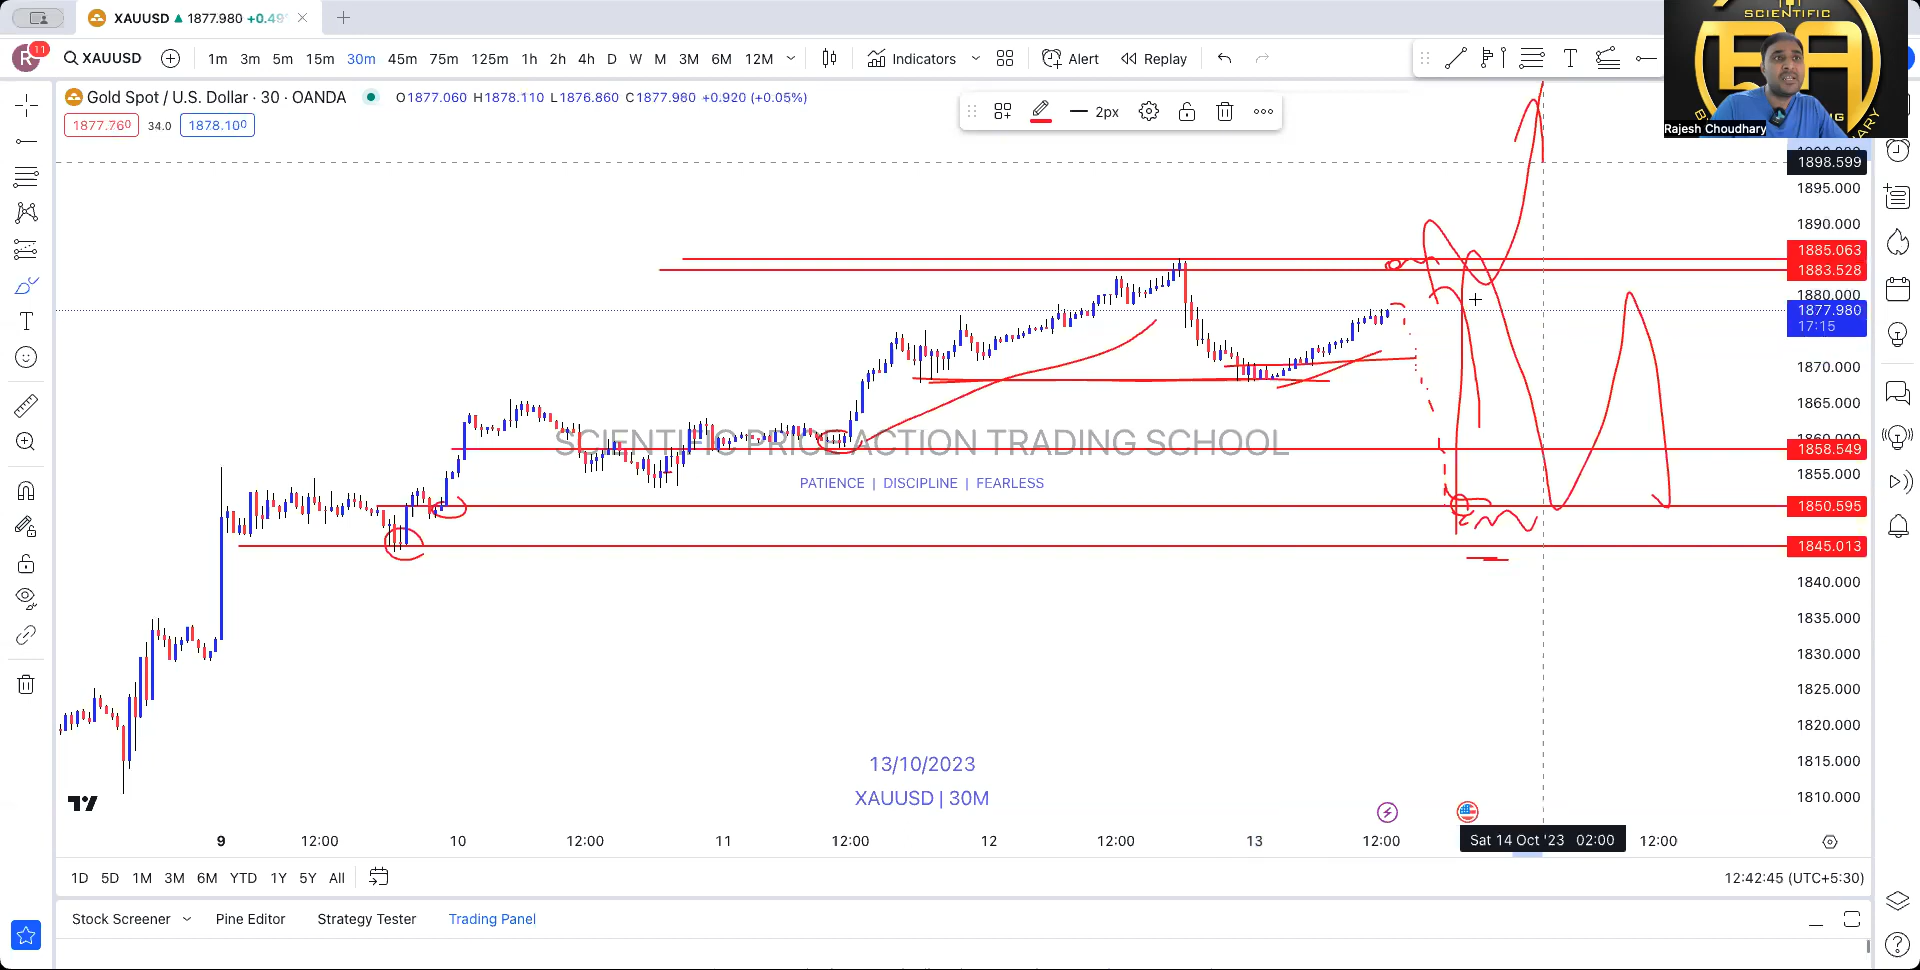 XAUUSD ▲ 1877.980 +0.49
SCIENTIFIC
BA
R 11
XAUUSD
1m 3m 5m 15m 30m 45m 75m 125m 1h 2h 4h D W M 3M 6M 12M
Indicators
Alert
Replay
T
Rajesh Choudhary
Gold Spot / U.S. Dollar · 30 · OANDA
O1877.060 H1878.110 L1876.860 C1877.980 +0.920 (+0.05%)
1877.760 34.0 1878.100
2px
1898.599
1895.000
1890.000
1885.063
1883.528
1880.000
1877.980
17:15
1870.000
1865.000
1858.549
1855.000
1850.595
1845.013
1840.000
1835.000
1830.000
1825.000
1820.000
1815.000
1810.000
SCIENTIFIC PRICE ACTION TRADING SCHOOL
PATIENCE | DISCIPLINE | FEARLESS
13/10/2023
XAUUSD | 30M
9 12:00 10 12:00 11 12:00 12 12:00 13 12:00 Sat 14 Oct '23 02:00 12:00
1D 5D 1M 3M 6M YTD 1Y 5Y All
12:42:45 (UTC+5:30)
Stock Screener Pine Editor Strategy Tester Trading Panel